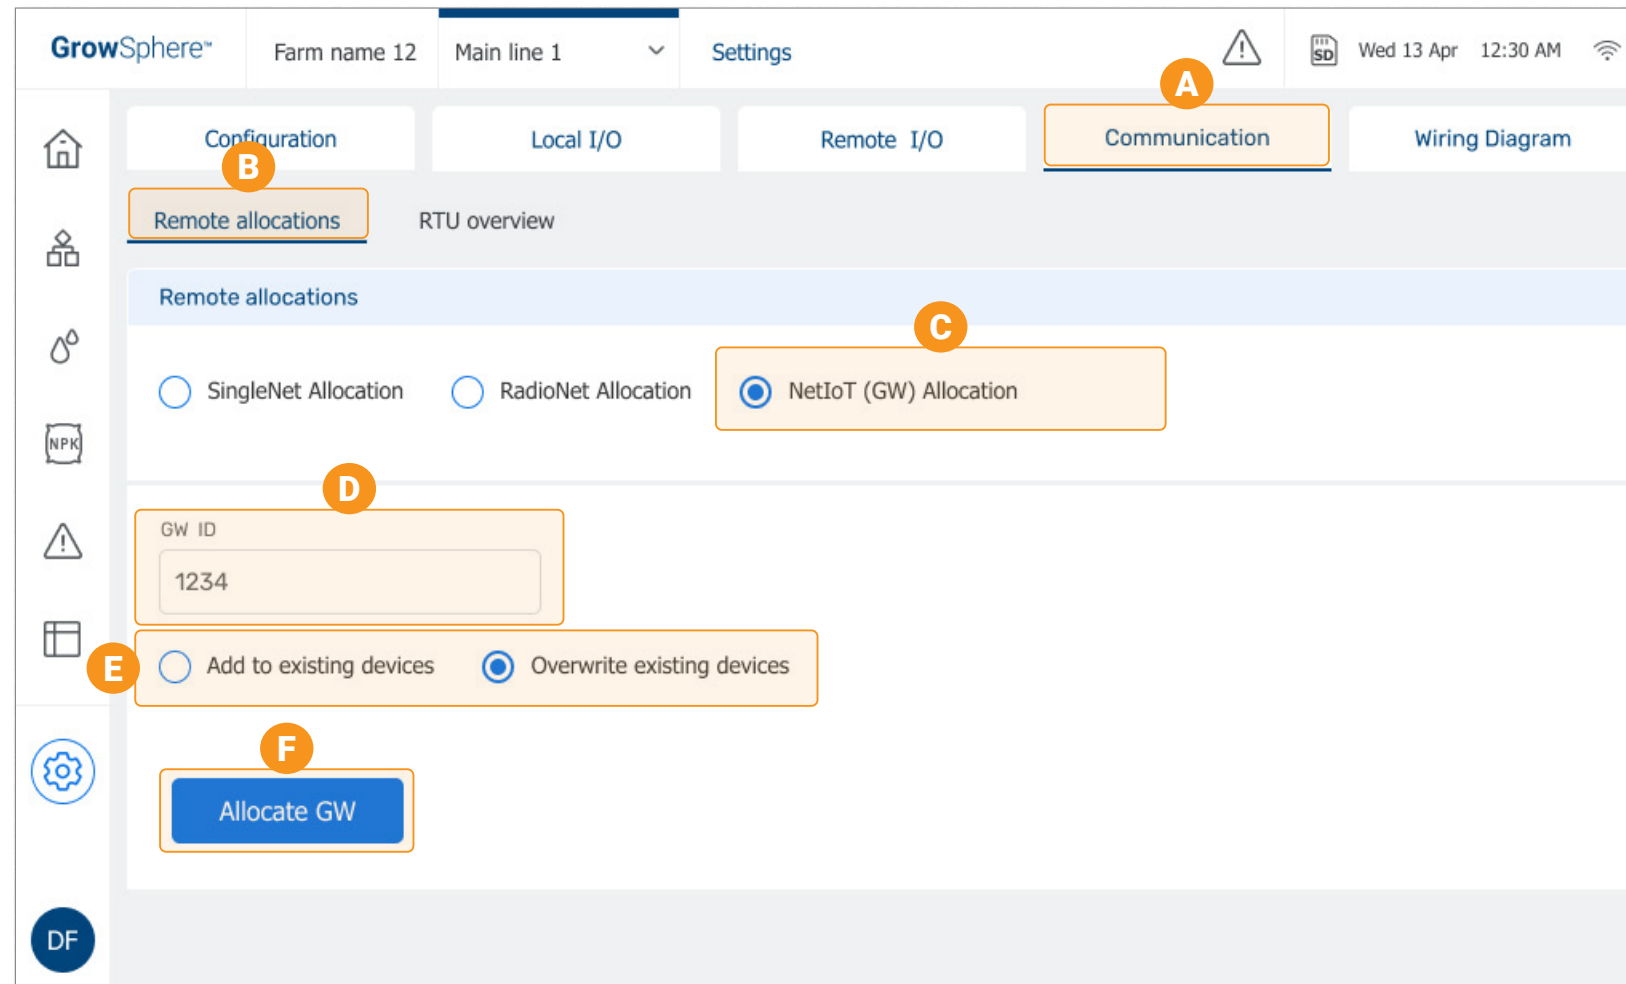 GrowSphere™ Farm name 12 Main line 1 Settings SD Wed 13 Apr 12:30 AM
A
Configuration Local I/O Remote I/O Communication Wiring Diagram
B
Remote allocations RTU overview
Remote allocations
C
SingleNet Allocation RadioNet Allocation NetIoT (GW) Allocation
NPK
D
GW ID
1234
E Add to existing devices Overwrite existing devices
F
Allocate GW
DF